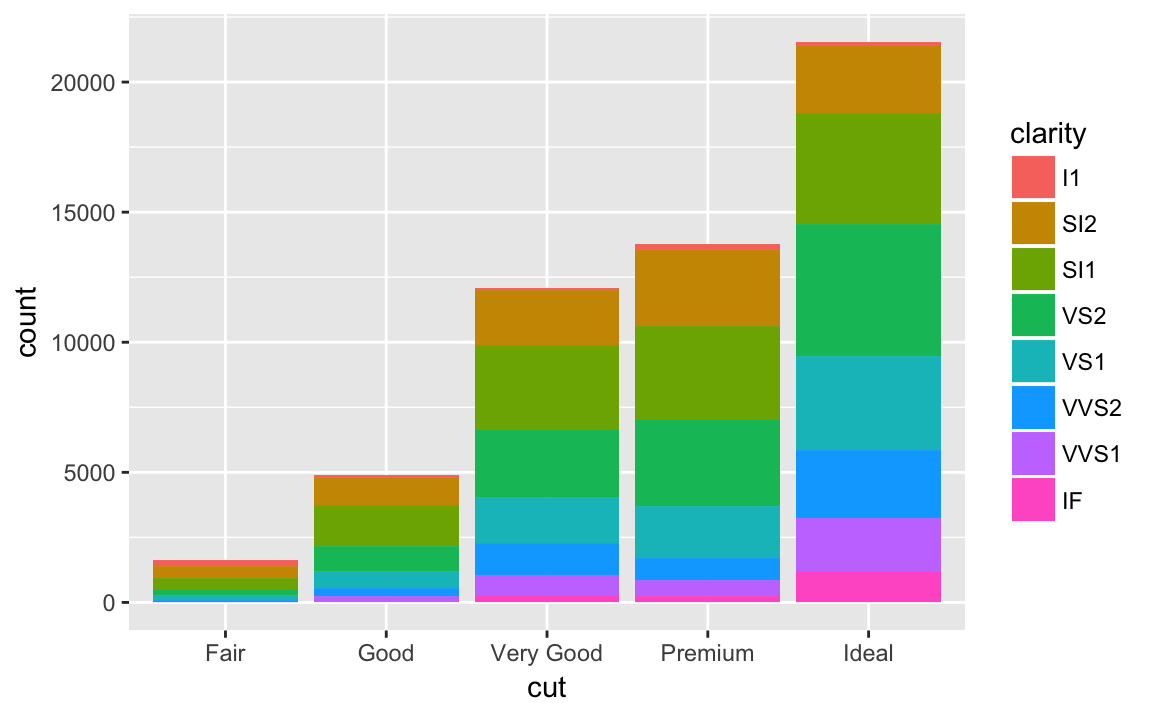 count
20000
15000
10000
5000
0
Fair Good Very Good Premium Ideal
cut
clarity
I1
SI2
SI1
VS2
VS1
VVS2
VVS1
IF